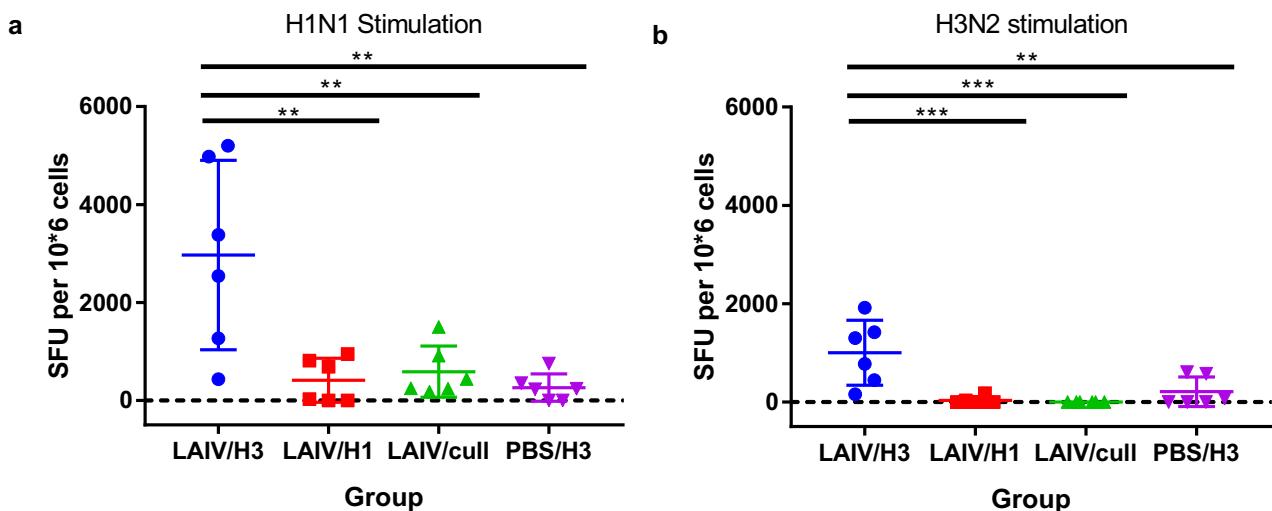 a
H1N1 Stimulation
**
**
**
SFU per 10*6 cells
6000
4000
2000
0
LAIV/H3 LAIV/H1 LAIV/cull PBS/H3
Group
b
H3N2 stimulation
**
***
***
SFU per 10*6 cells
6000
4000
2000
0
LAIV/H3 LAIV/H1 LAIV/cull PBS/H3
Group